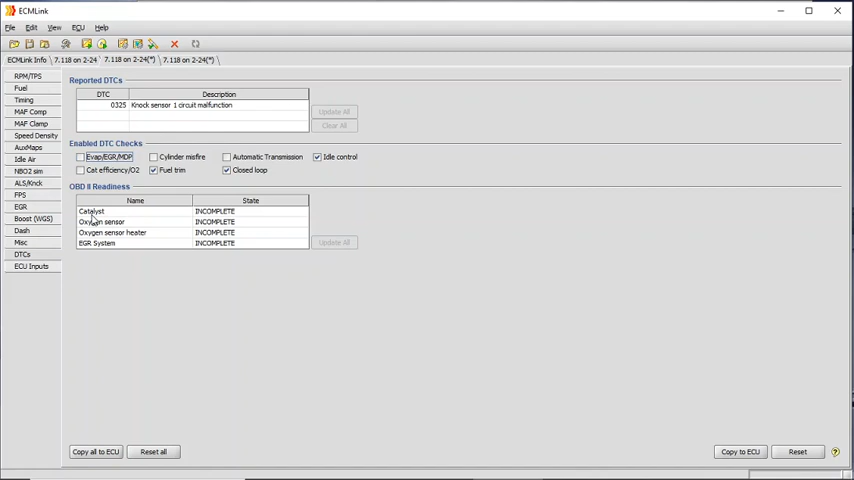 ECMLink
File Edit View ECU Help
ECMLink Info 7.118 on 2-24 7.118 on 2-24(*) 7.118 on 2-24(*)
RPM/TPS
Fuel
Timing
MAF Comp
MAF Clamp
Speed Density
AuxMaps
Idle Air
NBO2 sim
ALS/Knck
FPS
EGR
Boost (WGS)
Dash
Misc
DTCs
ECU Inputs
Reported DTCs
DTC Description
0325 Knock sensor 1 circuit malfunction
Update All
Clear All
Enabled DTC Checks
Evap/EGR/MDP Cylinder misfire Automatic Transmission Idle control
Cat efficiency/O2 Fuel trim Closed loop
OBD II Readiness
Name State
Catalyst INCOMPLETE
Oxygen sensor INCOMPLETE
Oxygen sensor heater INCOMPLETE
EGR System INCOMPLETE
Update All
Copy all to ECU Reset all Copy to ECU Reset